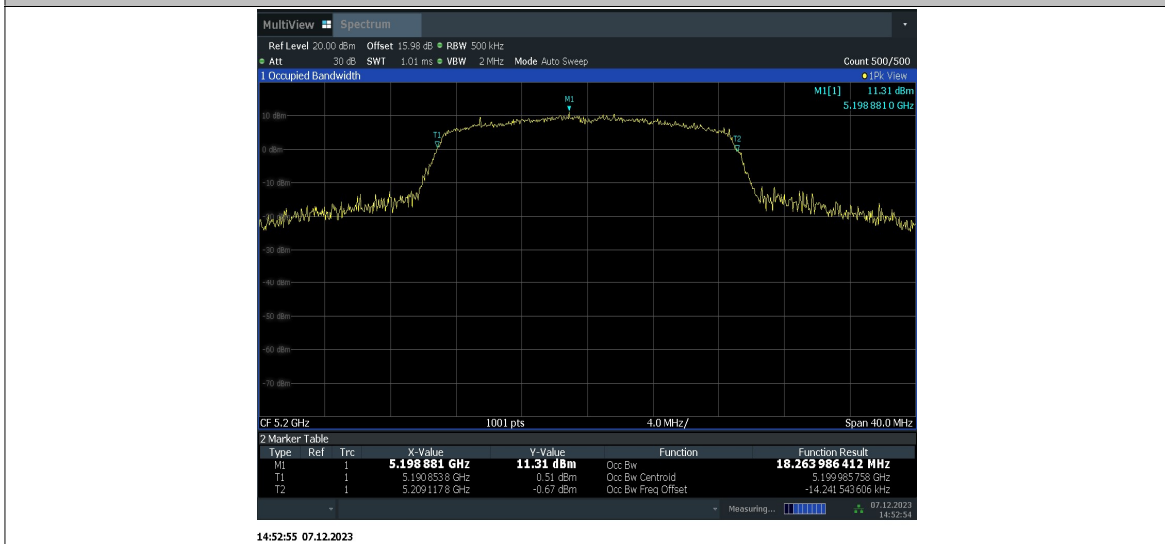 MultiView Spectrum
Ref Level 20.00 dBm Offset 15.98 dB RBW 500 kHz
Att 30 dB SWT 1.01 ms VBW 2 MHz Mode Auto Sweep Count 500/500
1 Occupied Bandwidth 1Pk View
M1[1] 11.31 dBm
5.198 881 0 GHz
M1
10 dBm
T1
T2
0 dBm
-10 dBm
-20 dBm
-30 dBm
-40 dBm
-50 dBm
-60 dBm
-70 dBm
CF 5.2 GHz 1001 pts 4.0 MHz/ Span 40.0 MHz
2 Marker Table
Type Ref Trc X-Value Y-Value Function Function Result
M1 1 5.198 881 GHz 11.31 dBm Occ Bw 18.263 986 412 MHz
T1 1 5.190 853 8 GHz 0.51 dBm Occ Bw Centroid 5.199 985 758 GHz
T2 1 5.209 117 8 GHz -0.67 dBm Occ Bw Freq Offset -14.241 543 606 kHz
Measuring... 07.12.2023
14:52:54
14:52:55 07.12.2023